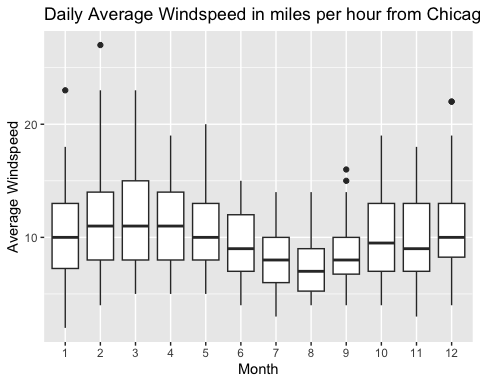 Daily Average Windspeed in miles per hour from Chicag
Average Windspeed
20
10
1 2 3 4 5 6 7 8 9 10 11 12
Month